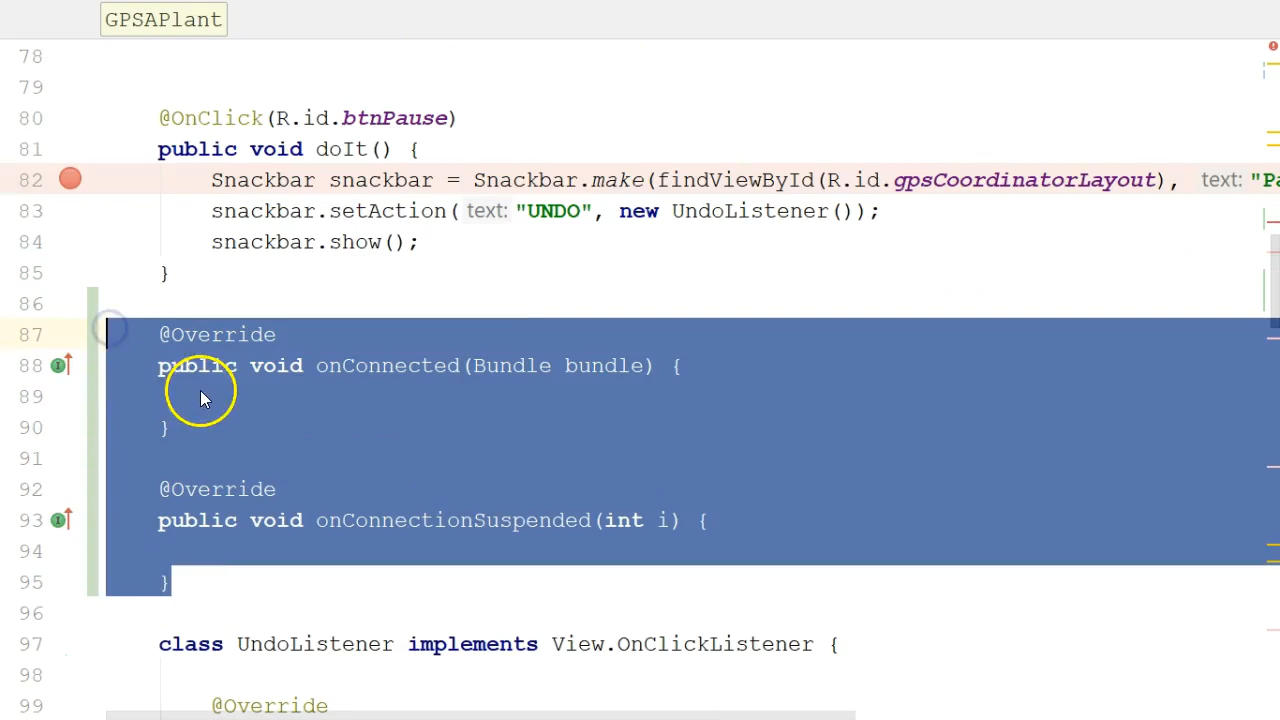 GPSAPlant
78
79
80 @OnClick(R.id.btnPause)
81 public void doIt() {
82 Snackbar snackbar = Snackbar.make(findViewById(R.id.gpsCoordinatorLayout), text: "Pa
83 snackbar.setAction( text: "UNDO", new UndoListener());
84 snackbar.show();
85 }
86
87 @Override
88 public void onConnected(Bundle bundle) {
89
90 }
91
92 @Override
93 public void onConnectionSuspended(int i) {
94
95 }
96
97 class UndoListener implements View.OnClickListener {
98
99 @Override